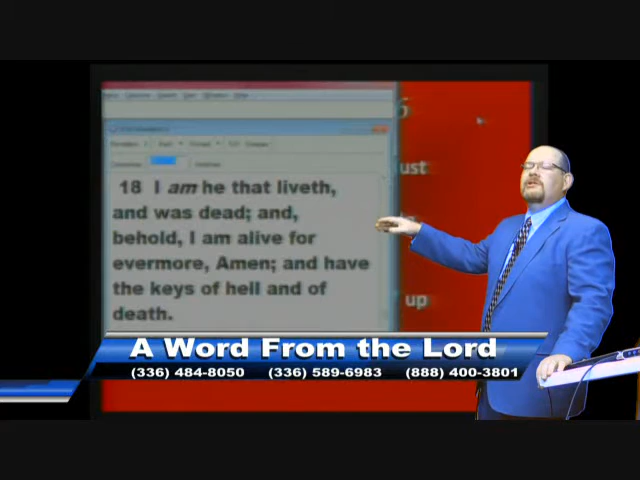 6
ust
18 I am he that liveth,
and was dead; and,
behold, I am alive for
evermore, Amen; and have
the keys of hell and of
death.
up
A Word From the Lord
(336) 484-8050 (336) 589-6983 (888) 400-3801